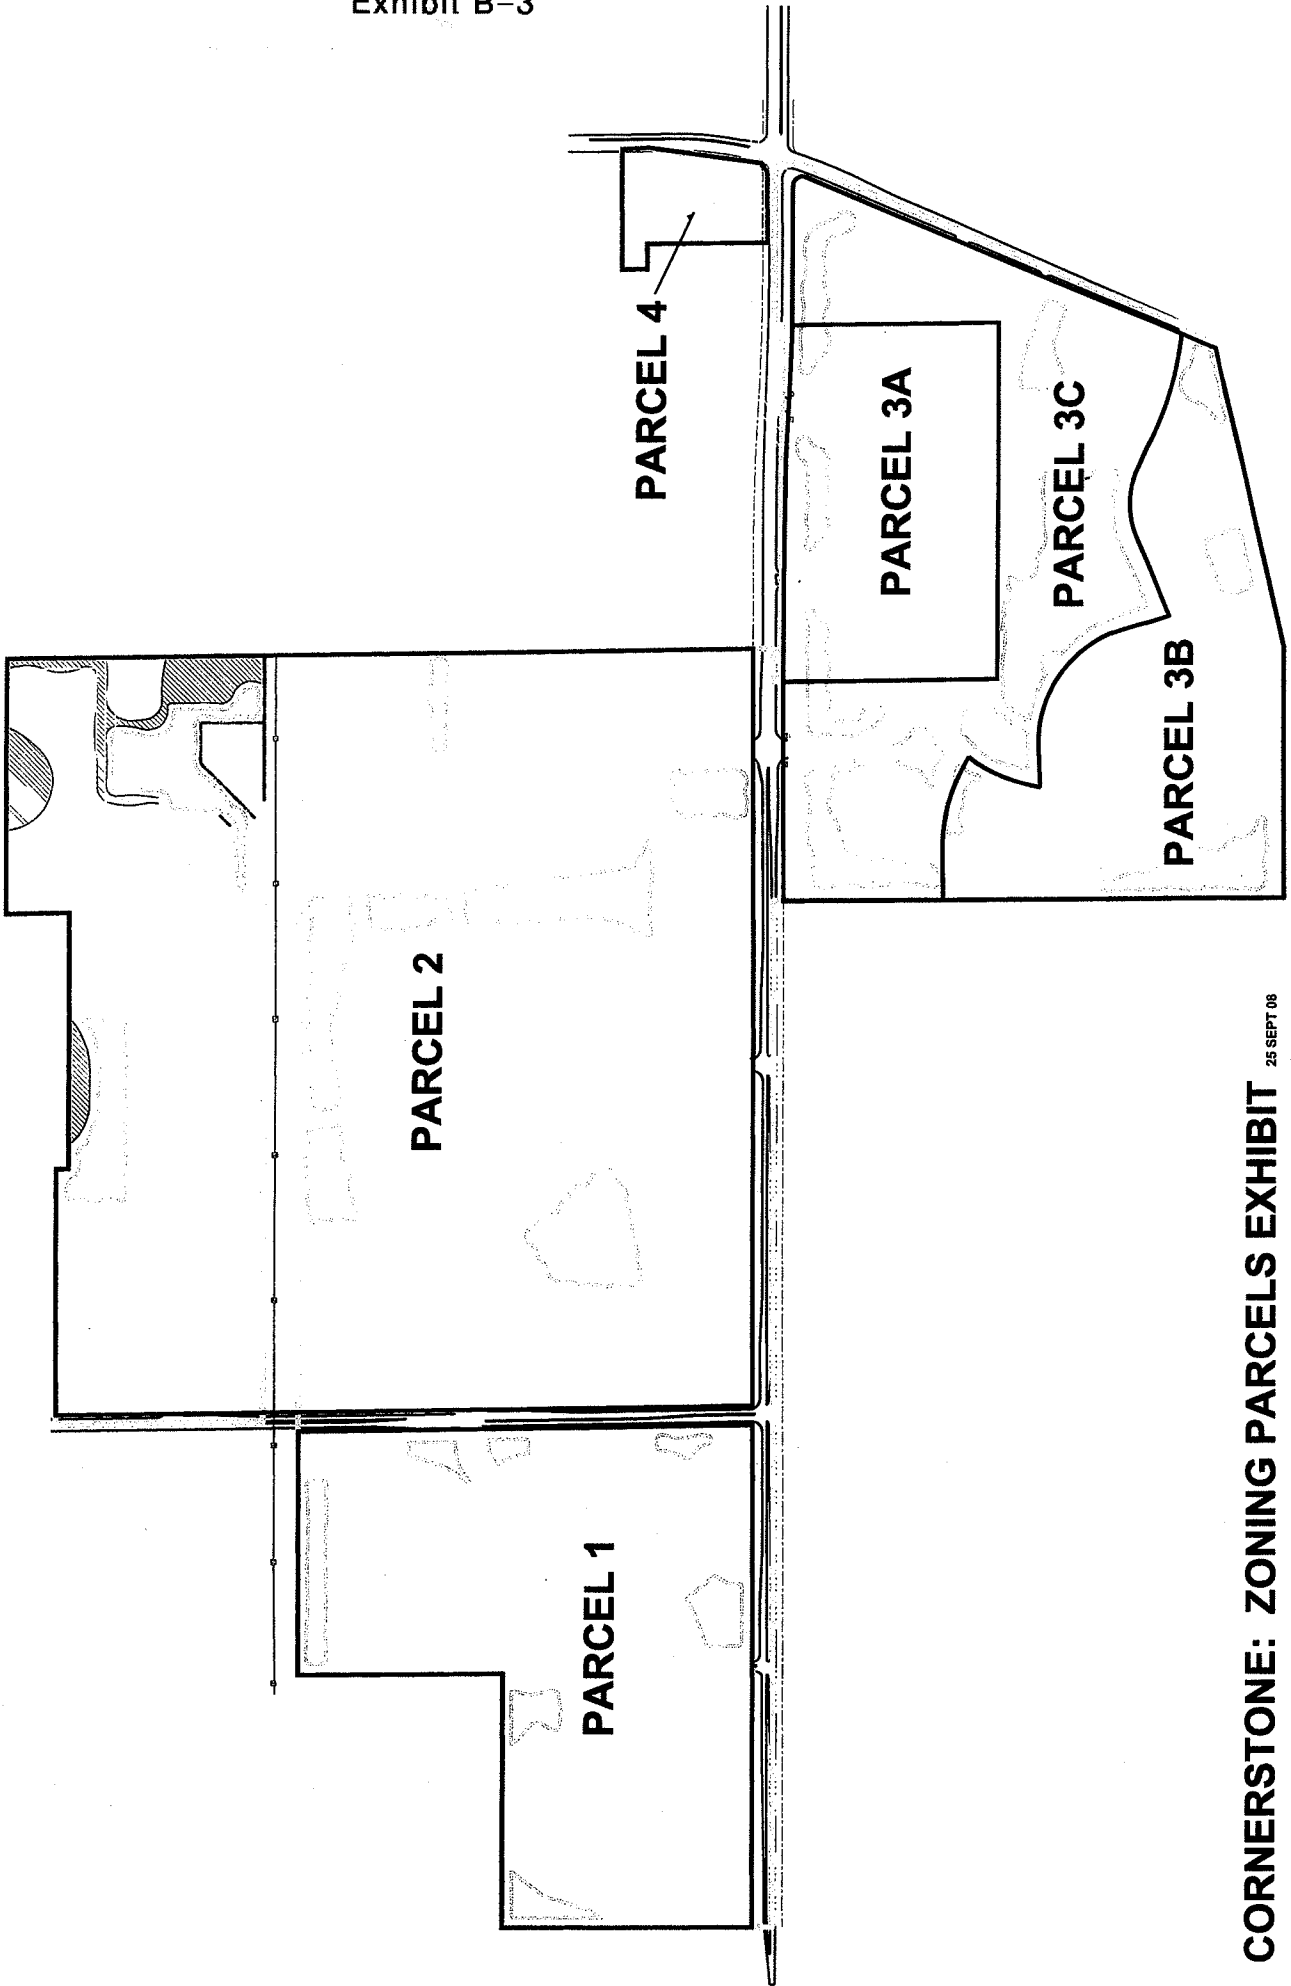 Exhibit B-3
PARCEL 4
PARCEL 3A
PARCEL 3C
PARCEL 3B
PARCEL 2
PARCEL 1
CORNERSTONE: ZONING PARCELS EXHIBIT 25 SEPT 08